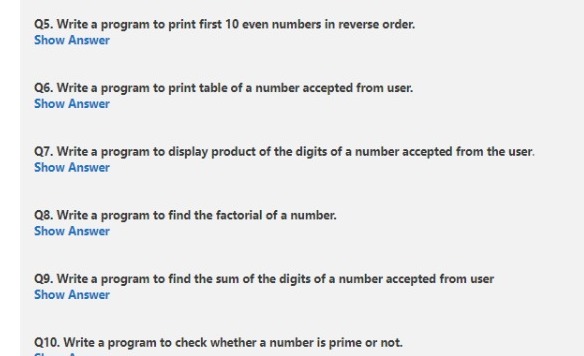 Q5. Write a program to print first 10 even numbers in reverse order.
Show Answer
Q6. Write a program to print table of a number accepted from user.
Show Answer
Q7. Write a program to display product of the digits of a number accepted from the user.
Show Answer
Q8. Write a program to find the factorial of a number.
Show Answer
Q9. Write a program to find the sum of the digits of a number accepted from user
Show Answer
Q10. Write a program to check whether a number is prime or not.